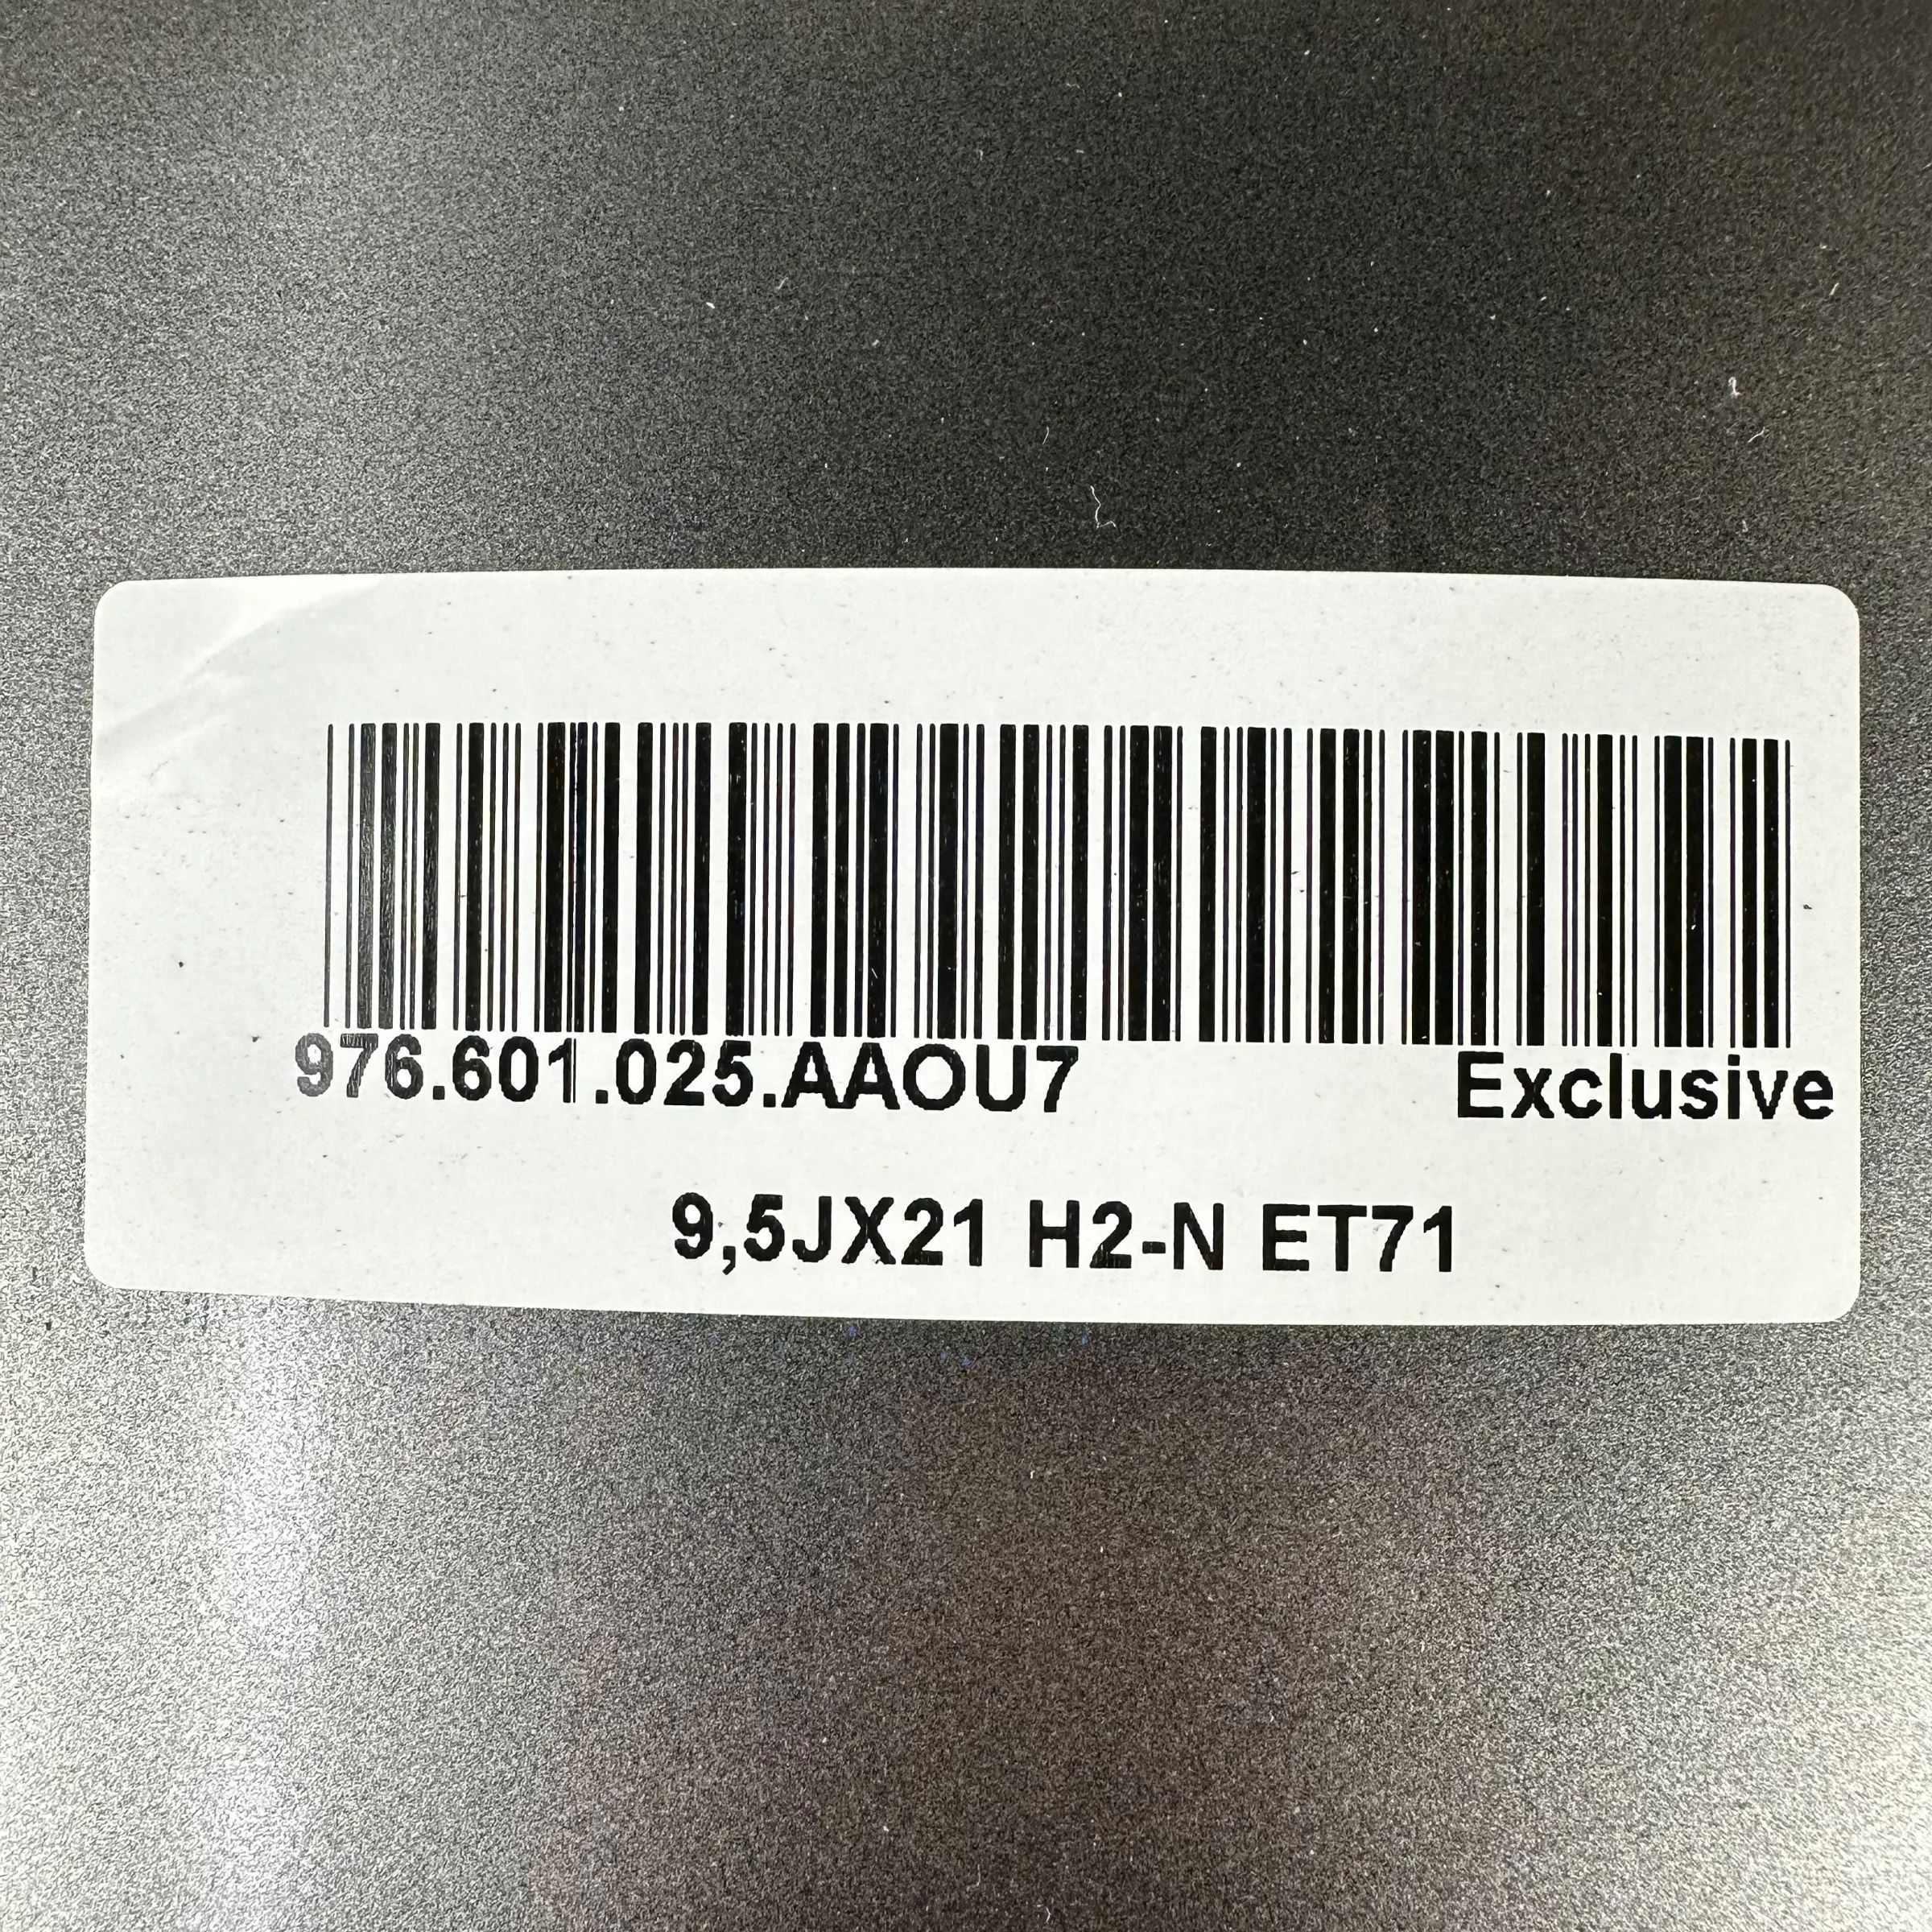 976.601.025.AAOU7 Exclusive
9,5JX21 H2-N ET71